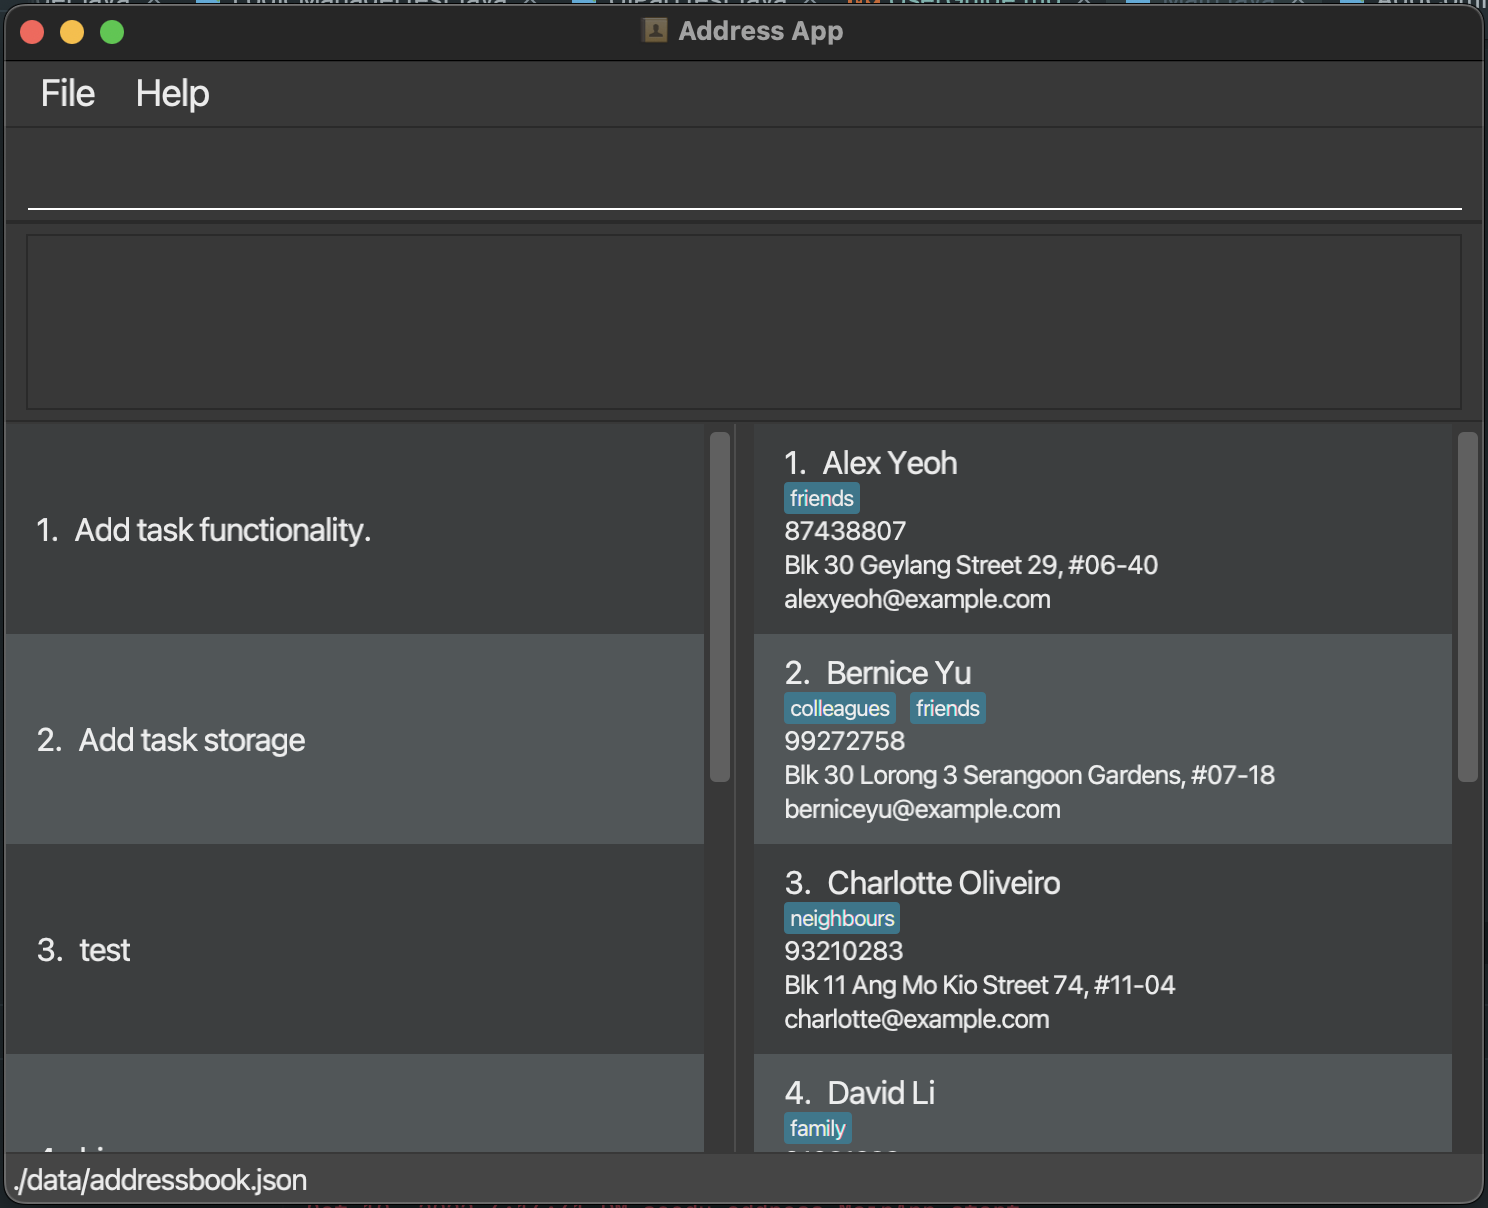 Address App
File Help
1. Add task functionality.
2. Add task storage
3. test
1. Alex Yeoh
friends
87438807
Blk 30 Geylang Street 29, #06-40
alexyeoh@example.com
2. Bernice Yu
colleagues friends
99272758
Blk 30 Lorong 3 Serangoon Gardens, #07-18
berniceyu@example.com
3. Charlotte Oliveiro
neighbours
93210283
Blk 11 Ang Mo Kio Street 74, #11-04
charlotte@example.com
4. David Li
family
./data/addressbook.json